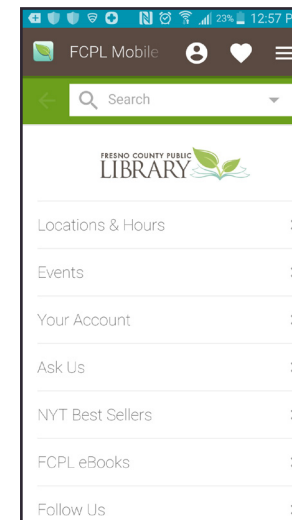 23% 12:57 P
FCPL Mobile
Search
FRESNO COUNTY PUBLIC
LIBRARY
Locations & Hours
Events
Your Account
Ask Us
NYT Best Sellers
FCPL eBooks
Follow Us